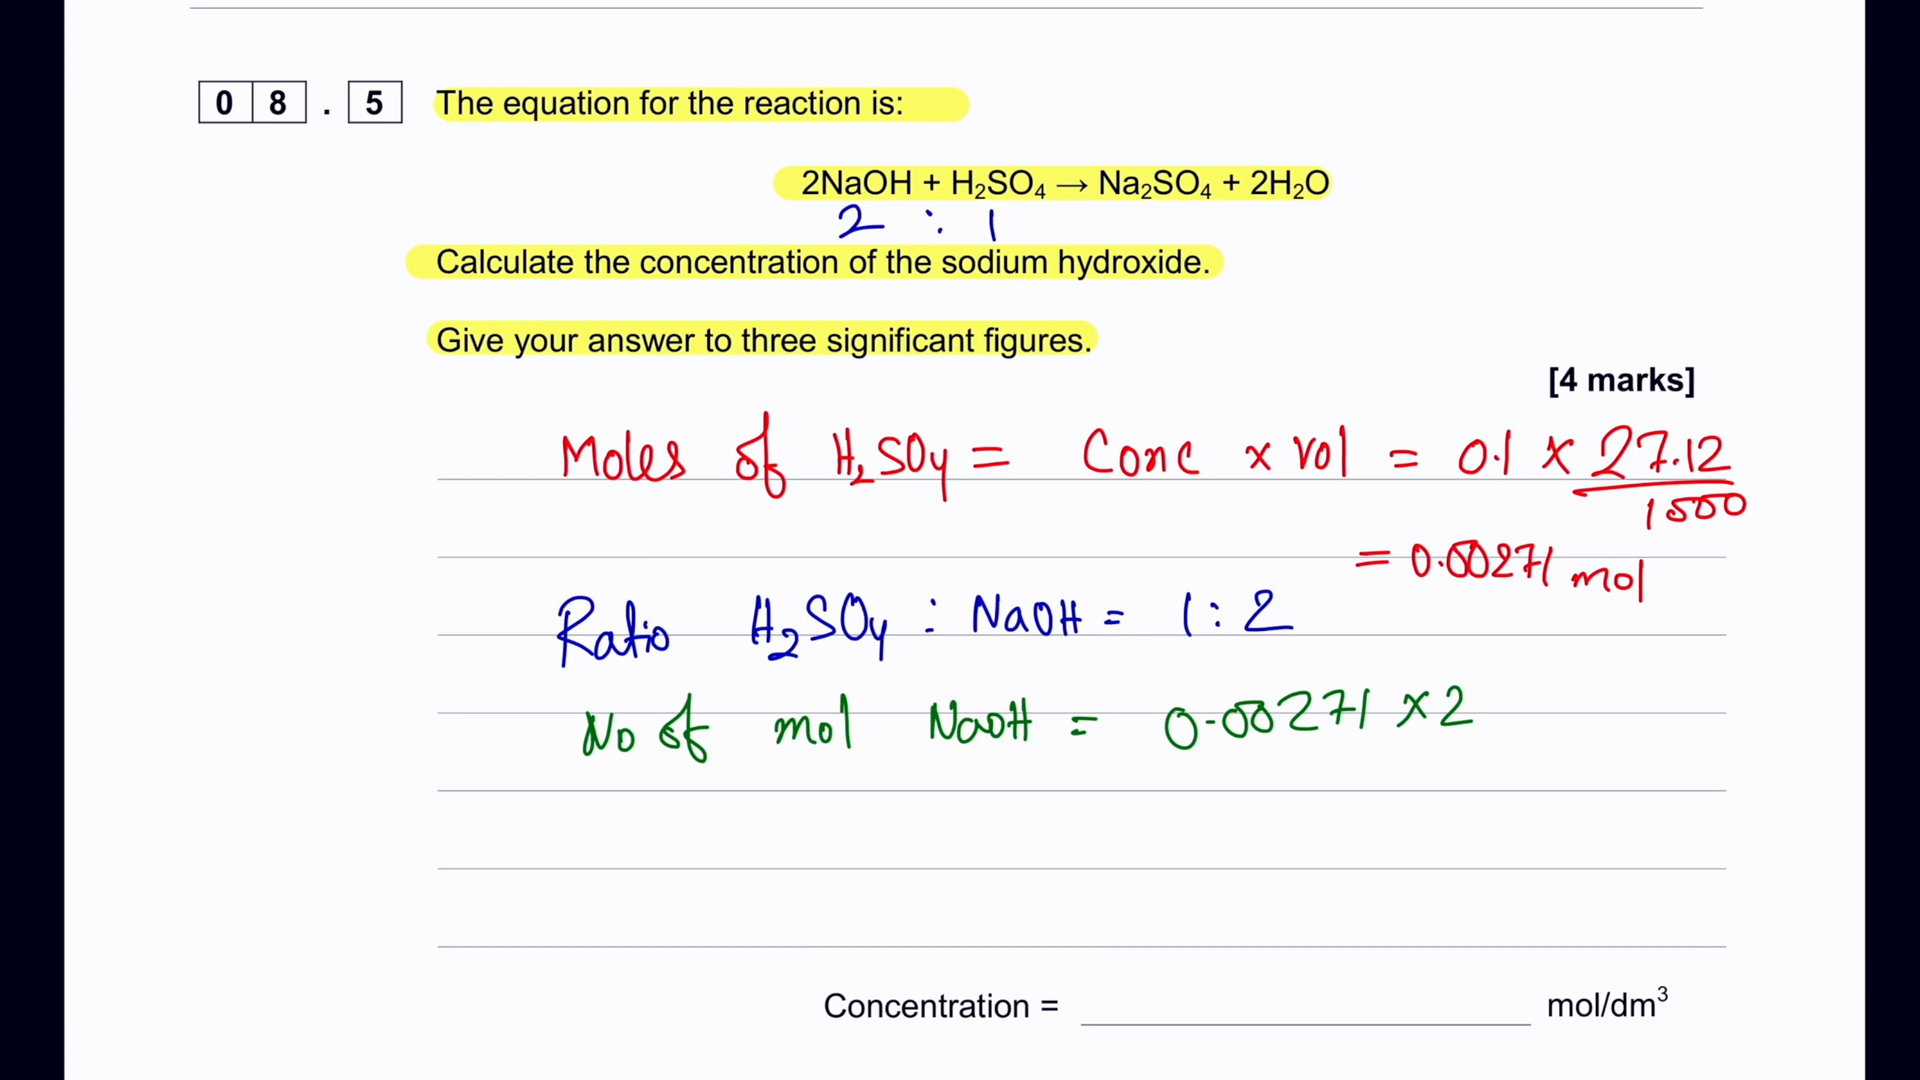 08.5 The equation for the reaction is:
2NaOH + H₂SO₄ → Na₂SO₄ + 2H₂O
2 : 1
Calculate the concentration of the sodium hydroxide.
Give your answer to three significant figures.
[4 marks]
Moles of H₂SO₄ = Conc x vol = 0.1 x 27.12
1000
= 0.00271 mol
Ratio H₂SO₄ : NaOH = 1 : 2
No of mol NaOH = 0.00271 x 2
Concentration = mol/dm³